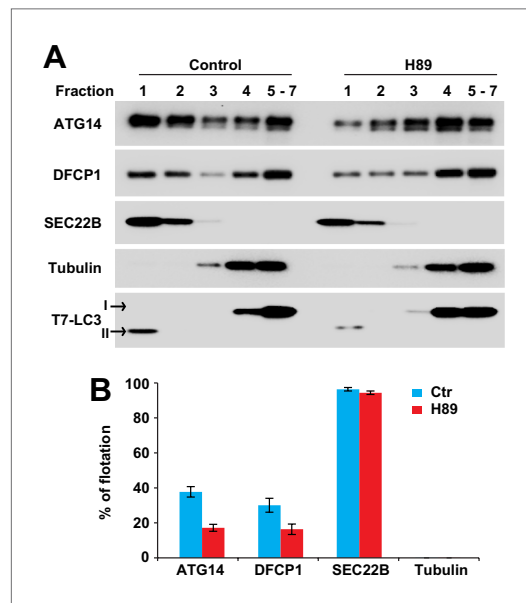 A
Control H89
Fraction 1 2 3 4 5 - 7 1 2 3 4 5 - 7
ATG14
DFCP1
SEC22B
Tubulin
I
T7-LC3
II
B
100
80
60
40
20
0
% of flotation
Ctr
H89
ATG14 DFCP1 SEC22B Tubulin